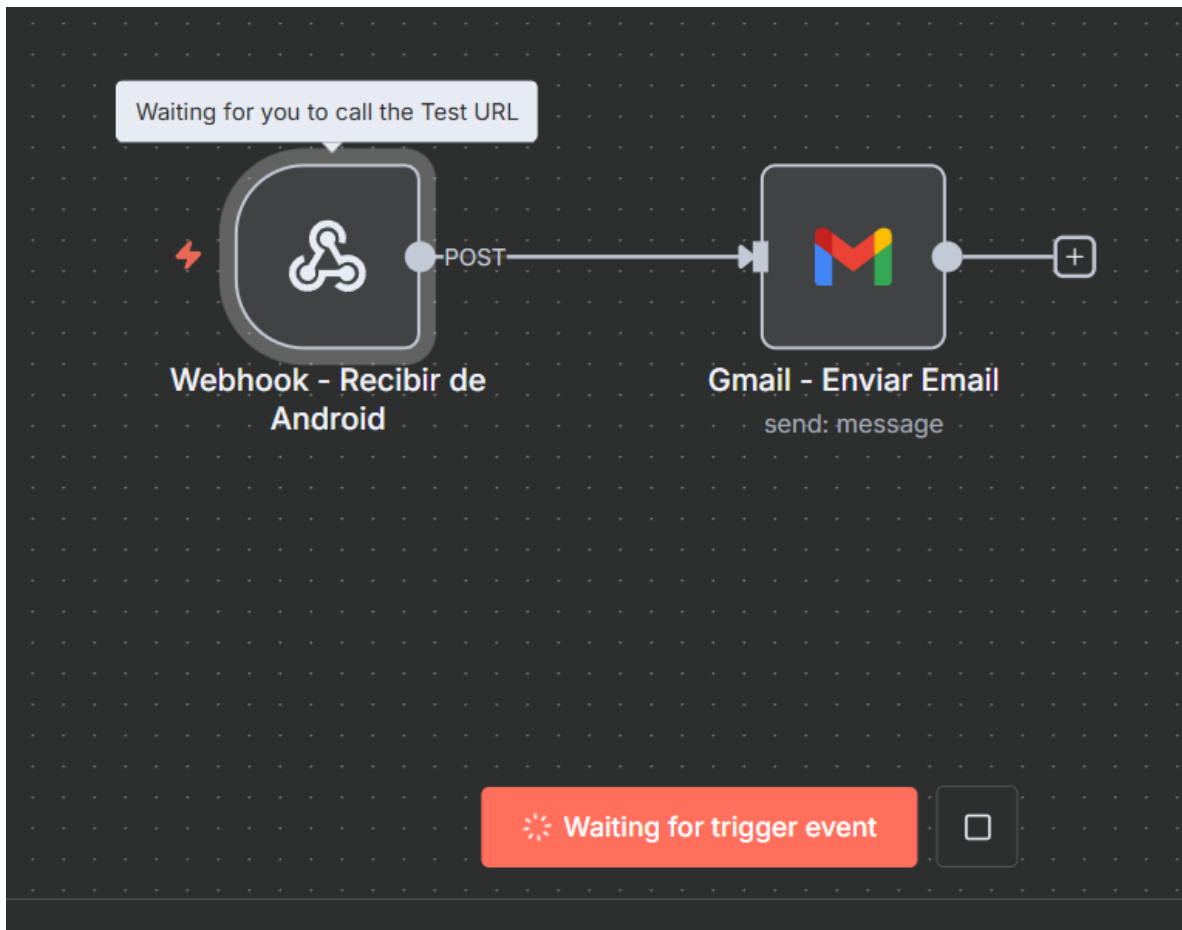 Waiting for you to call the Test URL
POST
Webhook - Recibir de
Android
Gmail - Enviar Email
send: message
Waiting for trigger event